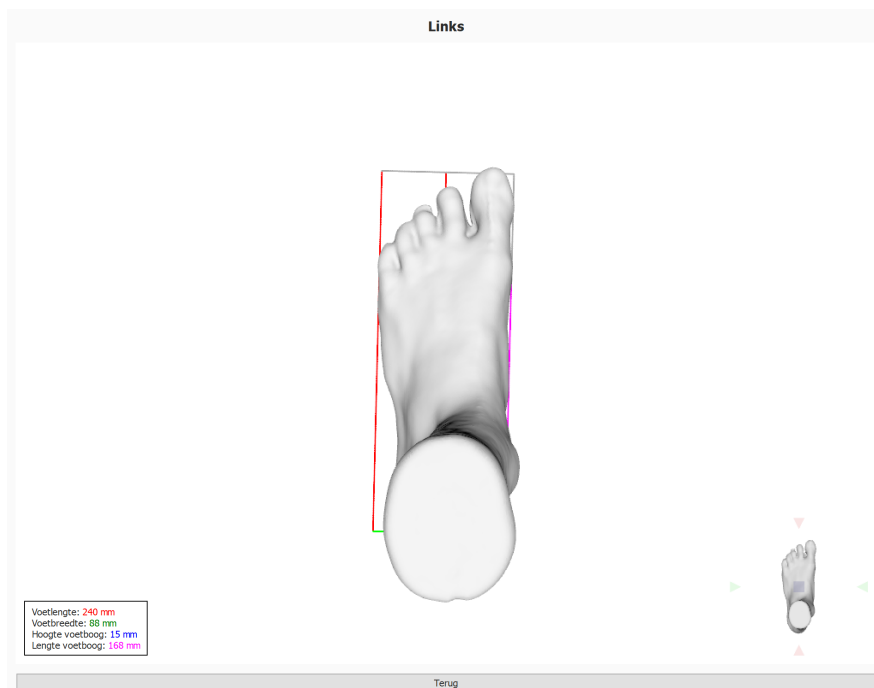 Links
Voetlengte: 240 mm
Voetbreedte: 88 mm
Hoogte voetboog: 15 mm
Lengte voetboog: 168 mm
Terug